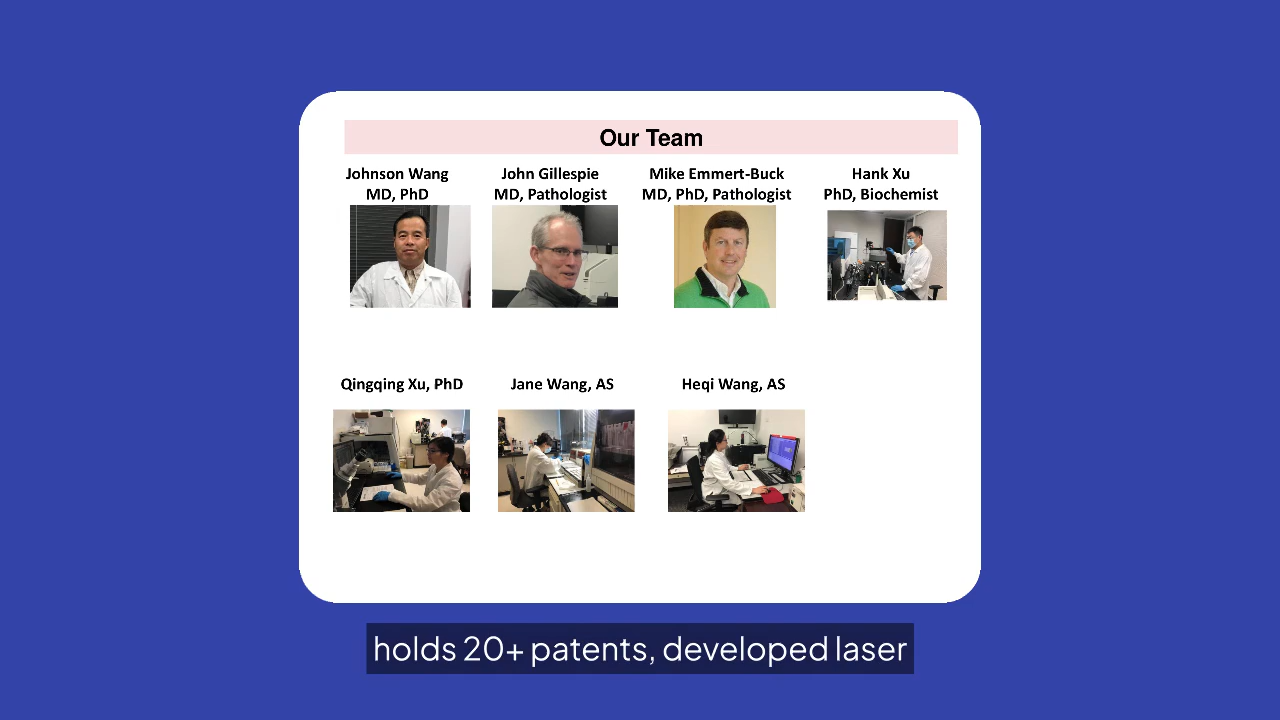 Our Team
Johnson Wang
MD, PhD
John Gillespie
MD, Pathologist
Mike Emmert-Buck
MD, PhD, Pathologist
Hank Xu
PhD, Biochemist
Qingqing Xu, PhD
Jane Wang, AS
Heqi Wang, AS
holds 20+ patents, developed laser